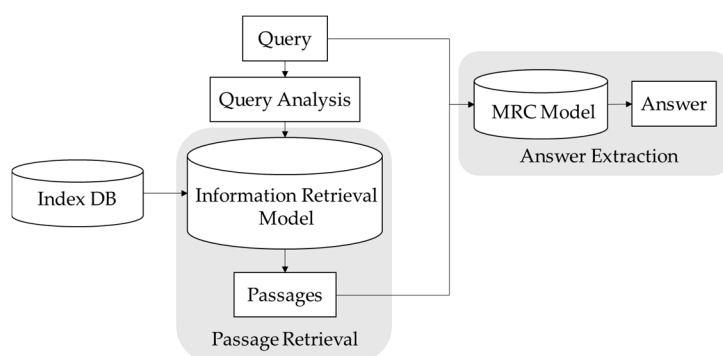 Query
Query Analysis
Index DB
Information Retrieval
Model
Passages
Passage Retrieval
MRC Model
Answer
Answer Extraction